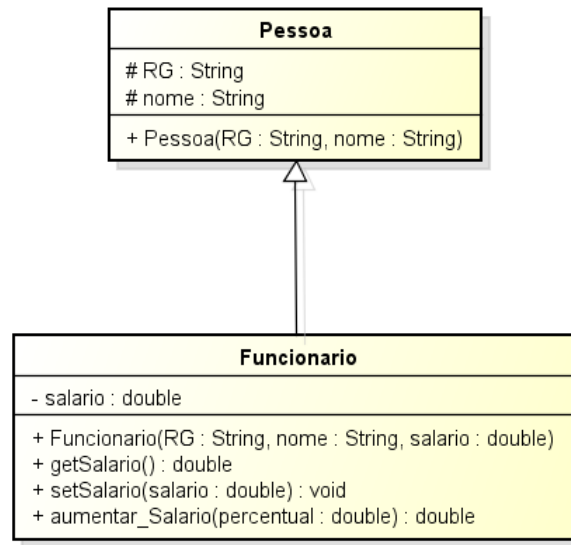 Pessoa
# RG : String
# nome : String
+ Pessoa(RG : String, nome : String)
Funcionario
- salario : double
+ Funcionario(RG : String, nome : String, salario : double)
+ getSalario() : double
+ setSalario(salario : double) : void
+ aumentar_Salario(percentual : double) : double